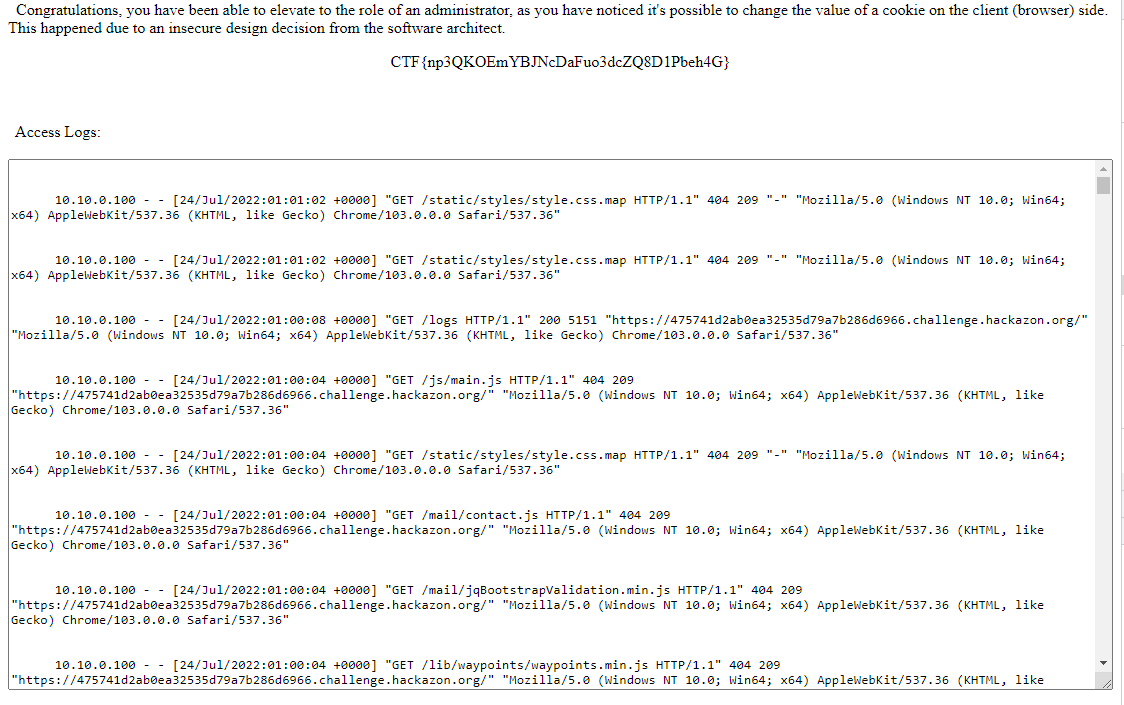 Congratulations, you have been able to elevate to the role of an administrator, as you have noticed it's possible to change the value of a cookie on the client (browser) side.
This happened due to an insecure design decision from the software architect.
CTF{np3QKOEmYBJNcDaFuo3dcZQ8D1Pbeh4G}
Access Logs:
10.10.0.100 - - [24/Jul/2022:01:01:02 +0000] "GET /static/styles/style.css.map HTTP/1.1" 404 209 "-" "Mozilla/5.0 (Windows NT 10.0; Win64;
x64) AppleWebKit/537.36 (KHTML, like Gecko) Chrome/103.0.0.0 Safari/537.36"
10.10.0.100 - - [24/Jul/2022:01:01:02 +0000] "GET /static/styles/style.css.map HTTP/1.1" 404 209 "-" "Mozilla/5.0 (Windows NT 10.0; Win64;
x64) AppleWebKit/537.36 (KHTML, like Gecko) Chrome/103.0.0.0 Safari/537.36"
10.10.0.100 - - [24/Jul/2022:01:00:08 +0000] "GET /logs HTTP/1.1" 200 5151 "https://475741d2ab0ea32535d79a7b286d6966.challenge.hackazon.org/"
"Mozilla/5.0 (Windows NT 10.0; Win64; x64) AppleWebKit/537.36 (KHTML, like Gecko) Chrome/103.0.0.0 Safari/537.36"
10.10.0.100 - - [24/Jul/2022:01:00:04 +0000] "GET /js/main.js HTTP/1.1" 404 209
"https://475741d2ab0ea32535d79a7b286d6966.challenge.hackazon.org/" "Mozilla/5.0 (Windows NT 10.0; Win64; x64) AppleWebKit/537.36 (KHTML, like
Gecko) Chrome/103.0.0.0 Safari/537.36"
10.10.0.100 - - [24/Jul/2022:01:00:04 +0000] "GET /static/styles/style.css.map HTTP/1.1" 404 209 "-" "Mozilla/5.0 (Windows NT 10.0; Win64;
x64) AppleWebKit/537.36 (KHTML, like Gecko) Chrome/103.0.0.0 Safari/537.36"
10.10.0.100 - - [24/Jul/2022:01:00:04 +0000] "GET /mail/contact.js HTTP/1.1" 404 209
"https://475741d2ab0ea32535d79a7b286d6966.challenge.hackazon.org/" "Mozilla/5.0 (Windows NT 10.0; Win64; x64) AppleWebKit/537.36 (KHTML, like
Gecko) Chrome/103.0.0.0 Safari/537.36"
10.10.0.100 - - [24/Jul/2022:01:00:04 +0000] "GET /mail/jqBootstrapValidation.min.js HTTP/1.1" 404 209
"https://475741d2ab0ea32535d79a7b286d6966.challenge.hackazon.org/" "Mozilla/5.0 (Windows NT 10.0; Win64; x64) AppleWebKit/537.36 (KHTML, like
Gecko) Chrome/103.0.0.0 Safari/537.36"
10.10.0.100 - - [24/Jul/2022:01:00:04 +0000] "GET /lib/waypoints/waypoints.min.js HTTP/1.1" 404 209
"https://475741d2ab0ea32535d79a7b286d6966.challenge.hackazon.org/" "Mozilla/5.0 (Windows NT 10.0; Win64; x64) AppleWebKit/537.36 (KHTML, like